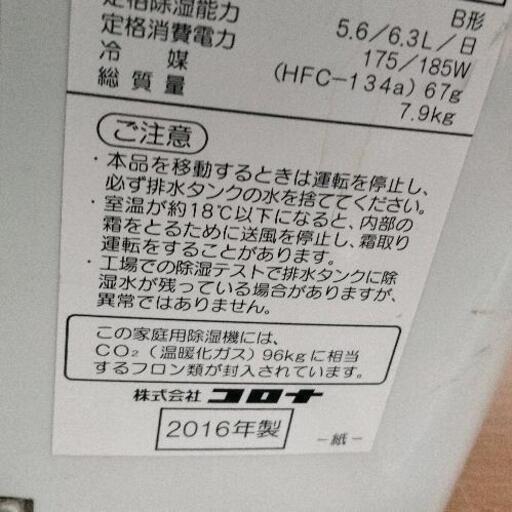 定格除湿能力 5.6/6.3L/日
B形
定格消費電力 175/185W
冷媒 (HFC-134a) 67g
総質量 7.9kg
ご注意
・本品を移動するときは運転を停止し、
必ず排水タンクの水を捨ててください。
・室温が約18℃以下になると、内部の
霜をとるために送風を停止し、霜取り
運転をすることがあります。
・工場での除湿テストで排水タンクに除
湿水が残っている場合がありますが、
異常ではありません。
この家庭用除湿機には、
CO₂(温暖化ガス)96kgに相当
するフロン類が封入されています。
株式会社 コロナ
2016年製
-紙-